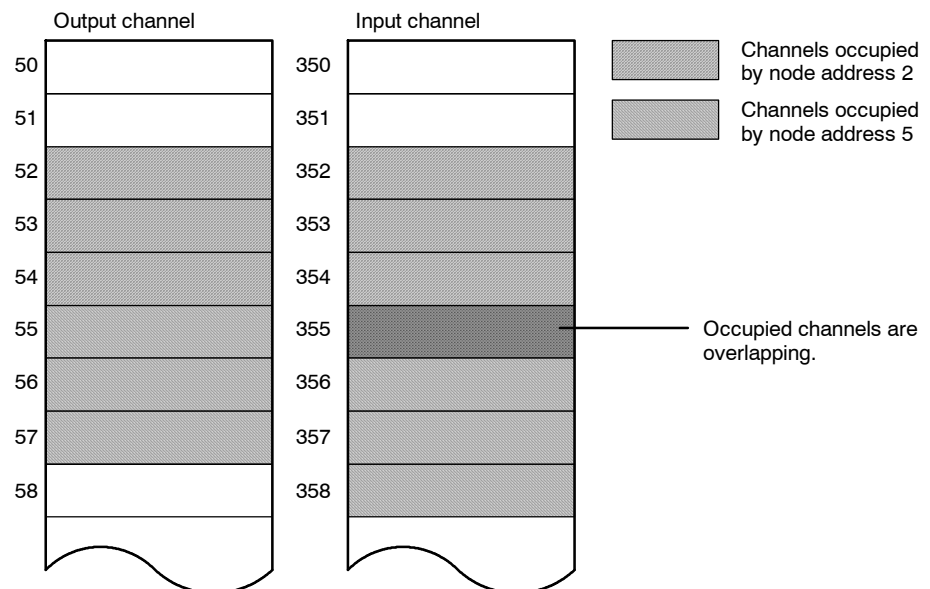 Output channel
Input channel
50
51
52
53
54
55
56
57
58
350
351
352
353
354
355
356
357
358
Channels occupied
by node address 2
Channels occupied
by node address 5
Occupied channels are
overlapping.